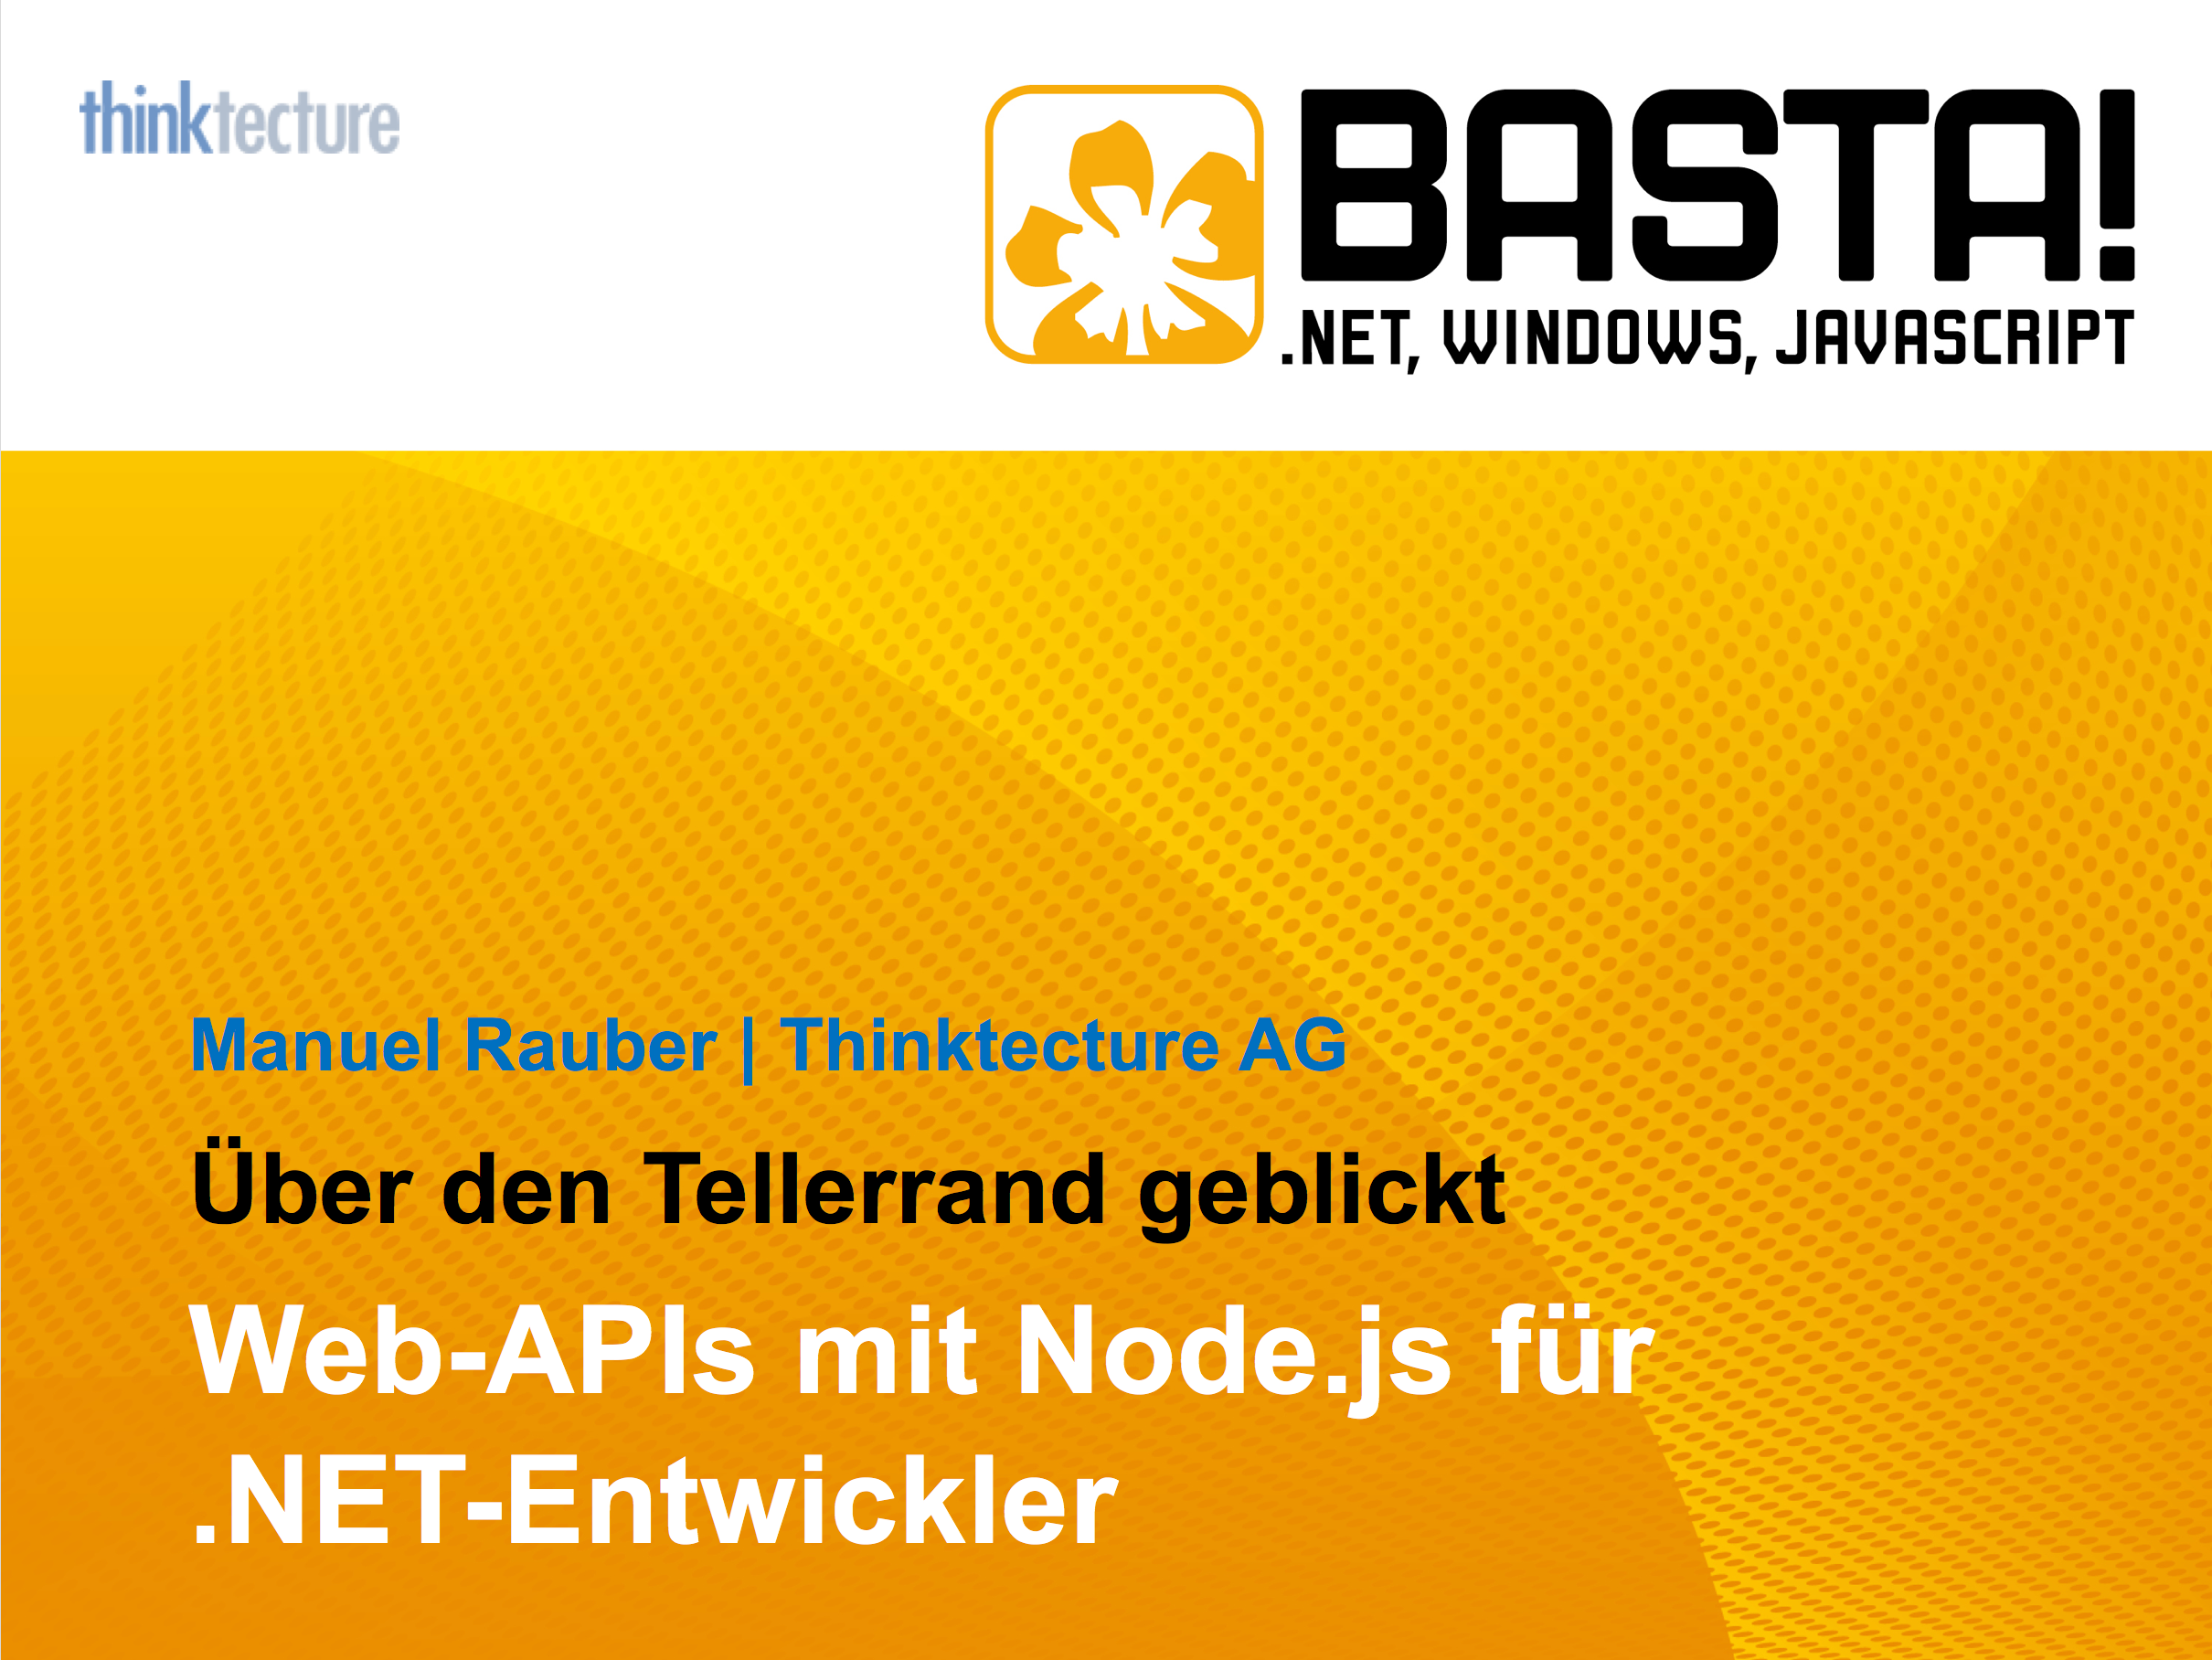 thinktecture
BASTA!
.NET, WINDOWS, JAVASCRIPT
Manuel Rauber | Thinktecture AG
Über den Tellerrand geblickt
Web-APIs mit Node.js für
.NET-Entwickler